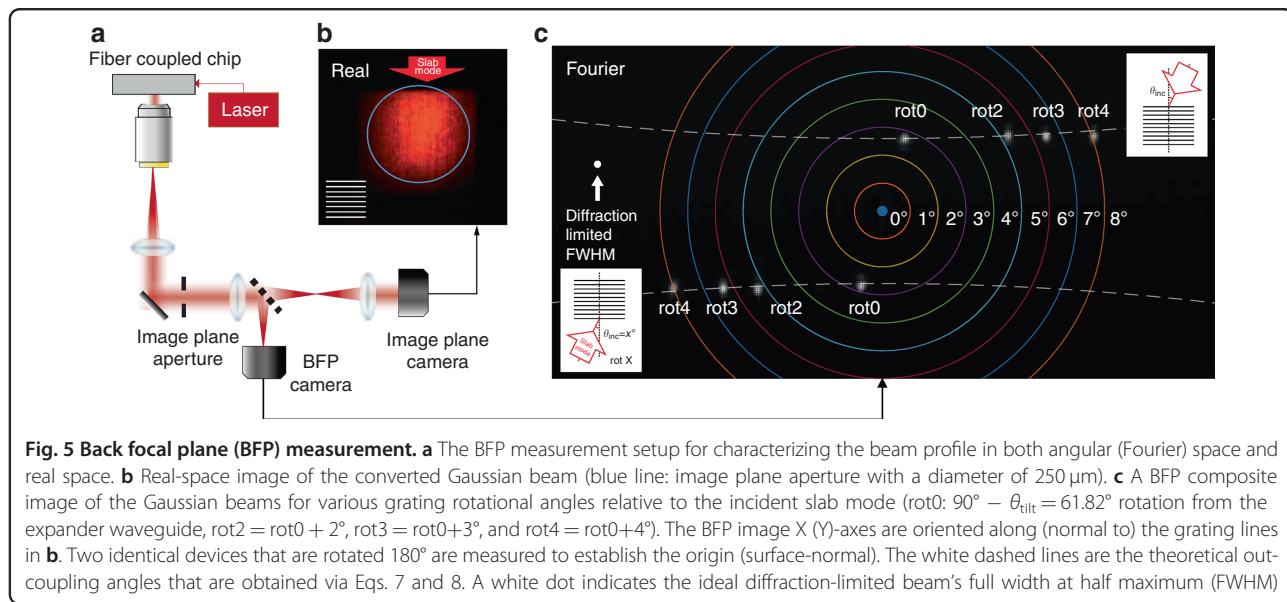 a
Fiber coupled chip
Laser
Image plane
aperture
BFP
camera
Image plane
camera
b
Real
Slab
mode
c
Fourier
θinc
rot0
rot2
rot3
rot4
Diffraction
limited
FWHM
0°
1°
2°
3°
4°
5°
6°
7°
8°
rot4
rot3
rot2
rot0
θinc=x°
Slab
mode
rot X
Fig. 5 Back focal plane (BFP) measurement. a The BFP measurement setup for characterizing the beam profile in both angular (Fourier) space and
real space. b Real-space image of the converted Gaussian beam (blue line: image plane aperture with a diameter of 250 μm). c A BFP composite
image of the Gaussian beams for various grating rotational angles relative to the incident slab mode (rot0: 90° − θtilt = 61.82° rotation from the
expander waveguide, rot2 = rot0 + 2°, rot3 = rot0+3°, and rot4 = rot0+4°). The BFP image X (Y)-axes are oriented along (normal to) the grating lines
in b. Two identical devices that are rotated 180° are measured to establish the origin (surface-normal). The white dashed lines are the theoretical out-
coupling angles that are obtained via Eqs. 7 and 8. A white dot indicates the ideal diffraction-limited beam's full width at half maximum (FWHM)